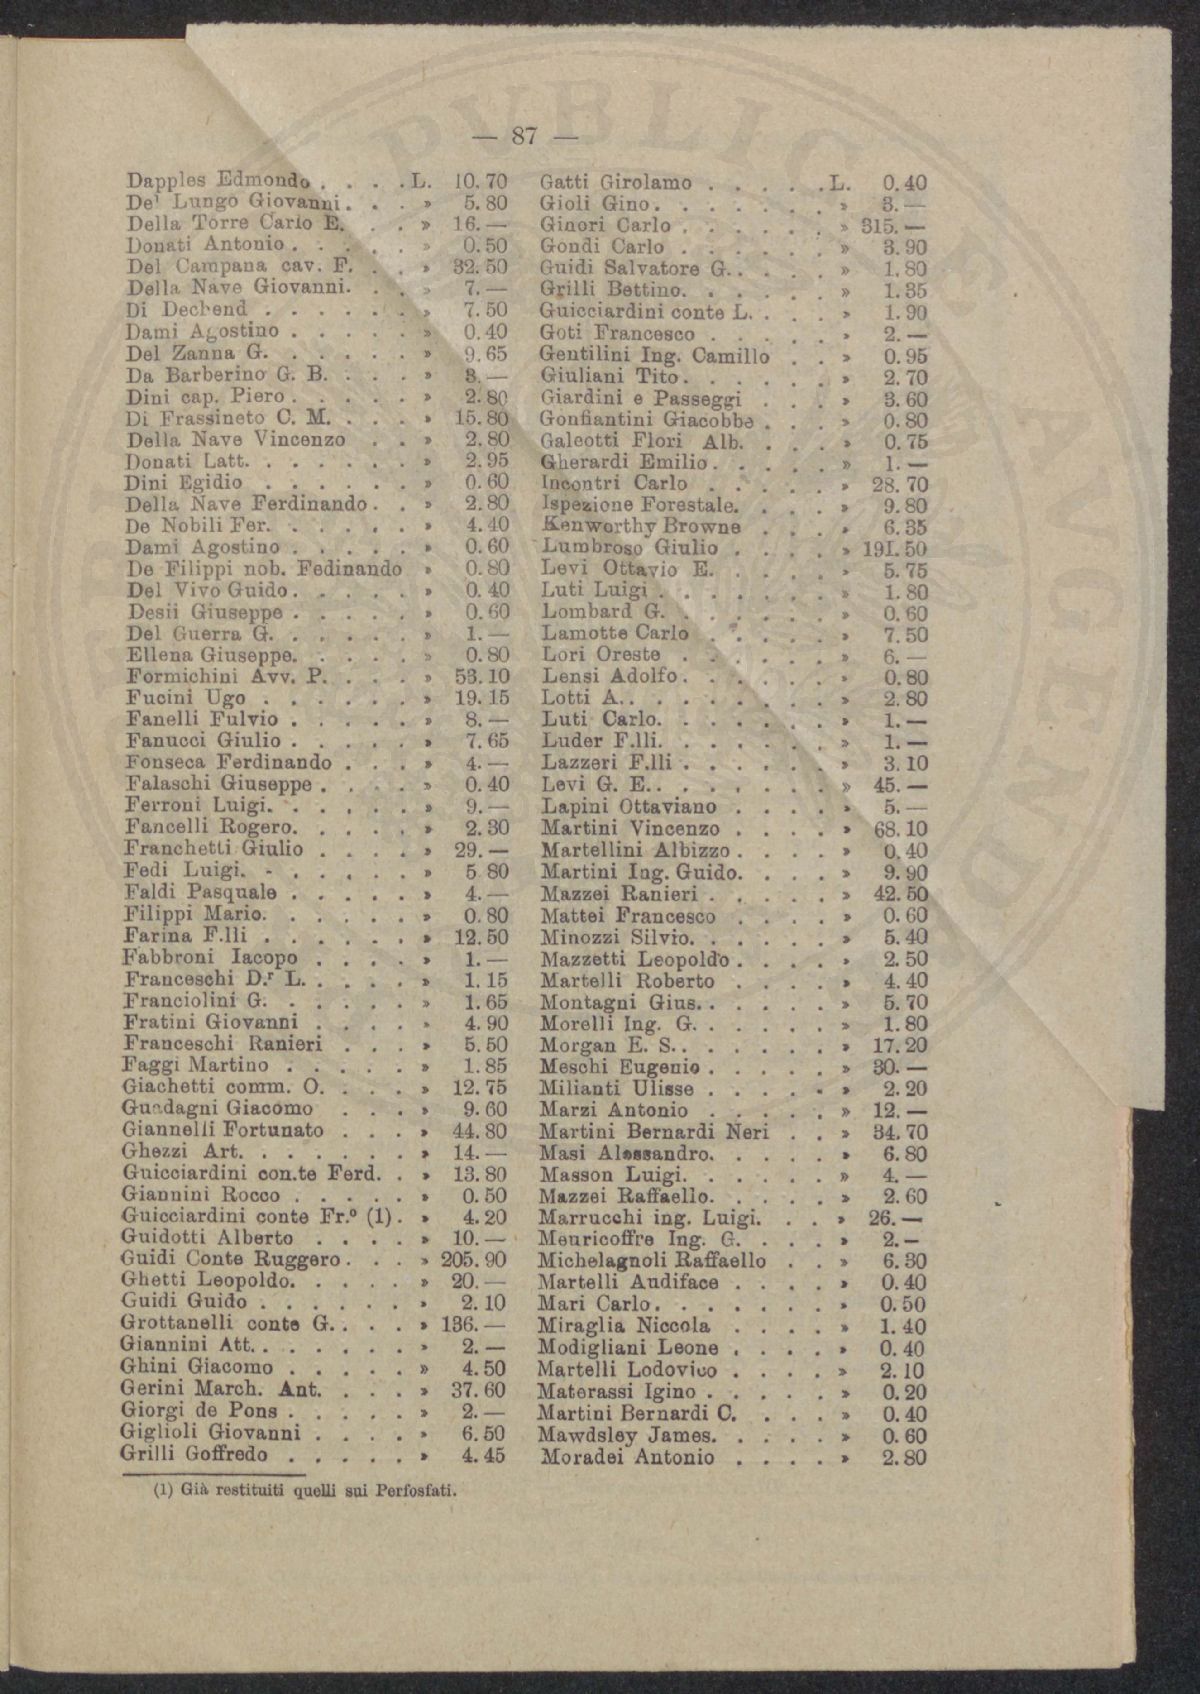 — 87 —
Dapples Edmondo . . . . L. 10.70
Del Lungo Giovanni . . . » 5.80
Della Torre Carlo E. . . » 16.—
Donati Antonio . . . . . » 0.50
Del Campana cav. F. . . » 32.50
Della Nave Giovanni. . . » 7.—
Di Dechend . . . . . . » 7.50
Dami Agostino . . . . . » 0.40
Del Zanna G. . . . . . » 9.65
Da Barberino G. B. . . . » 3.—
Dini cap. Piero . . . . . » 2.80
Di Frassineto C. M. . . . » 15.80
Della Nave Vincenzo . . » 2.80
Donati Latt. . . . . . . » 2.95
Dini Egidio . . . . . . » 0.60
Della Nave Ferdinando . . » 2.80
De Nobili Fer. . . . . . » 4.40
Dami Agostino . . . . . » 0.60
De Filippi nob. Fedinando » 0.80
Del Vivo Guido . . . . . » 0.40
Desii Giuseppe . . . . . » 0.60
Del Guerra G. . . . . . » 1.—
Ellena Giuseppe. . . . . » 0.80
Formichini Avv. P. . . . » 53.10
Fucini Ugo . . . . . . » 19.15
Fanelli Fulvio . . . . . » 8.—
Fanucci Giulio . . . . . » 7.65
Fonseca Ferdinando . . . » 4.—
Falaschi Giuseppe . . . . » 0.40
Ferroni Luigi. . . . . . » 9.—
Fancelli Rogero. . . . . » 2.30
Franchetti Giulio . . . . » 29.—
Fedi Luigi. . . . . . . » 5 80
Faldi Pasquale . . . . . » 4.—
Filippi Mario. . . . . . » 0.80
Farina F.lli . . . . . . » 12.50
Fabbroni Iacopo . . . . » 1.—
Franceschi D.r L. . . . . » 1.15
Franciolini G. . . . . . » 1.65
Fratini Giovanni . . . . » 4.90
Franceschi Ranieri . . . » 5.50
Faggi Martino . . . . . » 1.85
Giachetti comm. O. . . . » 12.75
Guadagni Giacomo . . . » 9.60
Giannelli Fortunato . . . » 44.80
Ghezzi Art. . . . . . . » 14.—
Guicciardini con.te Ferd. . » 13.80
Giannini Rocco . . . . . » 0.50
Guicciardini conte Fr.º (1) . » 4.20
Guidotti Alberto . . . . » 10.—
Guidi Conte Ruggero . . . » 205.90
Ghetti Leopoldo. . . . . » 20.—
Guidi Guido . . . . . . » 2.10
Grottanelli conte G. . . . » 136.—
Giannini Att. . . . . . . » 2.—
Ghini Giacomo . . . . . » 4.50
Gerini March. Ant. . . . » 37.60
Giorgi de Pons . . . . . » 2.—
Giglioli Giovanni . . . . » 6.50
Grilli Goffredo . . . . . » 4.45
(1) Già restituiti quelli sui Perfosfati.
Gatti Girolamo . . . . . L. 0.40
Gioli Gino . . . . . . . » 3.—
Ginori Carlo . . . . . . » 315.—
Gondi Carlo . . . . . . » 3.90
Guidi Salvatore G. . . . . » 1.80
Grilli Bettino. . . . . . » 1.35
Guicciardini conte L. . . . » 1.90
Goti Francesco . . . . . » 2.—
Gentilini Ing. Camillo . . » 0.95
Giuliani Tito . . . . . . » 2.70
Giardini e Passeggi . . . » 3.60
Gonfiantini Giacobbe . . . » 0.80
Galeotti Flori Alb. . . . » 0.75
Gherardi Emilio . . . . . » 1.—
Incontri Carlo . . . . . » 28.70
Ispezione Forestale. . . . » 9.80
Kenworthy Browne . . . » 6.35
Lumbroso Giulio . . . . » 191.50
Levi Ottavio E. . . . . » 5.75
Luti Luigi . . . . . . . » 1.80
Lombard G. . . . . . . » 0.60
Lamotte Carlo . . . . . » 7.50
Lori Oreste . . . . . . » 6.—
Lensi Adolfo . . . . . . » 0.80
Lotti A. . . . . . . . . » 2.80
Luti Carlo. . . . . . . » 1.—
Luder F.lli. . . . . . . » 1.—
Lazzeri F.lli . . . . . . » 3.10
Levi G. E. . . . . . . . » 45.—
Lapini Ottaviano . . . . » 5.—
Martini Vincenzo . . . . » 68.10
Martellini Albizzo . . . . » 0.40
Martini Ing. Guido. . . . » 9.90
Mazzei Ranieri . . . . . » 42.50
Mattei Francesco . . . . » 0.60
Minozzi Silvio. . . . . . » 5.40
Mazzetti Leopoldo . . . . » 2.50
Martelli Roberto . . . . » 4.40
Montagni Gius. . . . . . » 5.70
Morelli Ing. G. . . . . . » 1.80
Morgan E. S. . . . . . . » 17.20
Meschi Eugenio . . . . . » 30.—
Milianti Ulisse . . . . . » 2.20
Marzi Antonio . . . . . » 12.—
Martini Bernardi Neri . . » 34.70
Masi Alessandro. . . . . » 6.80
Masson Luigi. . . . . . » 4.—
Mazzei Raffaello. . . . . » 2.60
Marrucchi ing. Luigi. . . » 26.—
Meuricoffre Ing. G. . . . » 2.—
Michelagnoli Raffaello . . » 6.30
Martelli Audiface . . . . » 0.40
Mari Carlo. . . . . . . » 0.50
Miraglia Niccola . . . . » 1.40
Modigliani Leone . . . . » 0.40
Martelli Lodovico . . . . » 2.10
Materassi Igino . . . . . » 0.20
Martini Bernardi C. . . . » 0.40
Mawdsley James. . . . . » 0.60
Moradei Antonio . . . . » 2.80